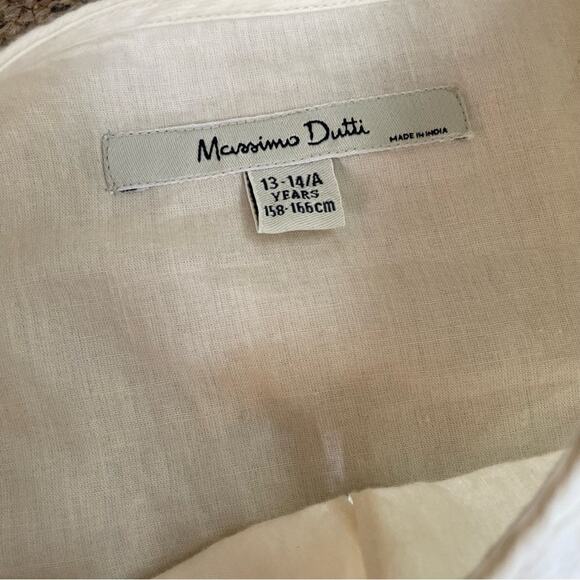 Massimo Dutti
MADE IN INDIA
13-14/A
YEARS
158-166cm